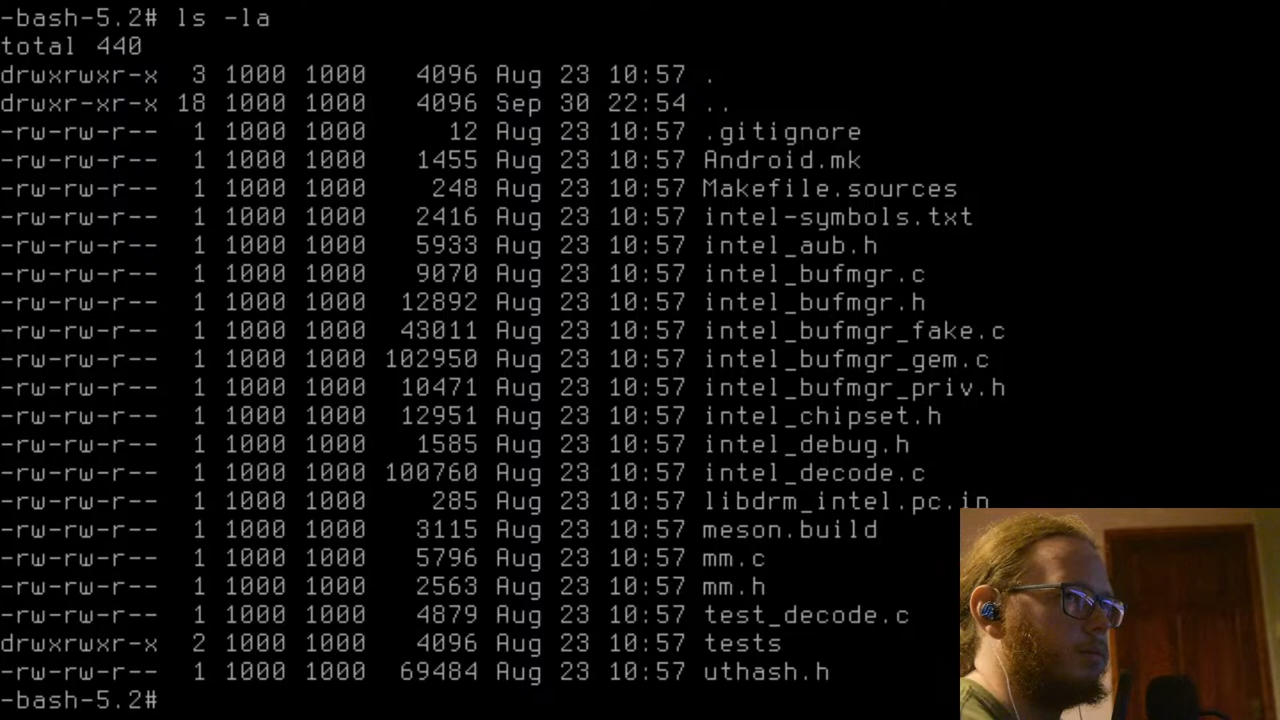 -bash-5.2# ls -la
total 440
drwxrwxr-x  3 1000 1000   4096 Aug 23 10:57 .
drwxr-xr-x 18 1000 1000   4096 Sep 30 22:54 ..
-rw-rw-r--  1 1000 1000     12 Aug 23 10:57 .gitignore
-rw-rw-r--  1 1000 1000   1455 Aug 23 10:57 Android.mk
-rw-rw-r--  1 1000 1000    248 Aug 23 10:57 Makefile.sources
-rw-rw-r--  1 1000 1000   2416 Aug 23 10:57 intel-symbols.txt
-rw-rw-r--  1 1000 1000   5933 Aug 23 10:57 intel_aub.h
-rw-rw-r--  1 1000 1000   9070 Aug 23 10:57 intel_bufmgr.c
-rw-rw-r--  1 1000 1000  12892 Aug 23 10:57 intel_bufmgr.h
-rw-rw-r--  1 1000 1000  43011 Aug 23 10:57 intel_bufmgr_fake.c
-rw-rw-r--  1 1000 1000 102950 Aug 23 10:57 intel_bufmgr_gem.c
-rw-rw-r--  1 1000 1000  10471 Aug 23 10:57 intel_bufmgr_priv.h
-rw-rw-r--  1 1000 1000  12951 Aug 23 10:57 intel_chipset.h
-rw-rw-r--  1 1000 1000   1585 Aug 23 10:57 intel_debug.h
-rw-rw-r--  1 1000 1000 100760 Aug 23 10:57 intel_decode.c
-rw-rw-r--  1 1000 1000    285 Aug 23 10:57 libdrm_intel.pc.in
-rw-rw-r--  1 1000 1000   3115 Aug 23 10:57 meson.build
-rw-rw-r--  1 1000 1000   5796 Aug 23 10:57 mm.c
-rw-rw-r--  1 1000 1000   2563 Aug 23 10:57 mm.h
-rw-rw-r--  1 1000 1000   4879 Aug 23 10:57 test_decode.c
drwxrwxr-x  2 1000 1000   4096 Aug 23 10:57 tests
-rw-rw-r--  1 1000 1000  69484 Aug 23 10:57 uthash.h
-bash-5.2#